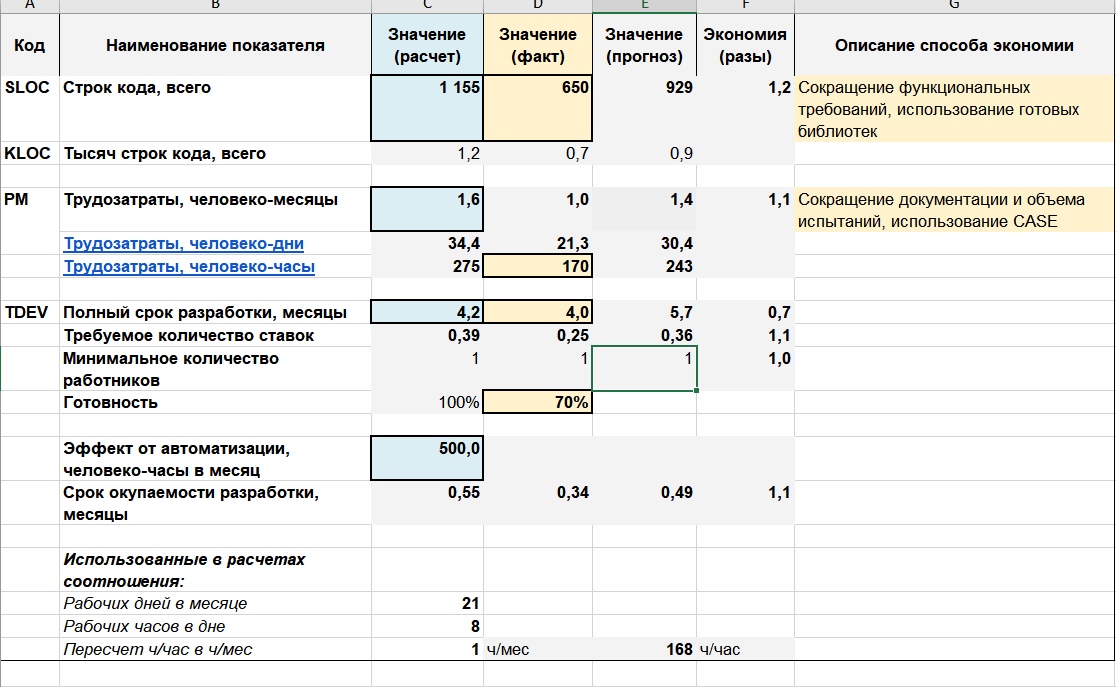 A B C D E F G
Код Наименование показателя Значение (расчет) Значение (факт) Значение (прогноз) Экономия (разы) Описание способа экономии
SLOC Строк кода, всего 1 155 650 929 1,2 Сокращение функциональных
требований, использование готовых
библиотек
KLOC Тысяч строк кода, всего 1,2 0,7 0,9
PM Трудозатраты, человеко-месяцы 1,6 1,0 1,4 1,1 Сокращение документации и объема
испытаний, использование CASE
Трудозатраты, человеко-дни 34,4 21,3 30,4
Трудозатраты, человеко-часы 275 170 243
TDEV Полный срок разработки, месяцы 4,2 4,0 5,7 0,7
Требуемое количество ставок 0,39 0,25 0,36 1,1
Минимальное количество 1 1 1 1,0
работников
Готовность 100% 70%
Эффект от автоматизации, 500,0
человеко-часы в месяц
Срок окупаемости разработки, 0,55 0,34 0,49 1,1
месяцы
Использованные в расчетах
соотношения:
Рабочих дней в месяце 21
Рабочих часов в дне 8
Пересчет ч/час в ч/мес 1 ч/мес 168 ч/час